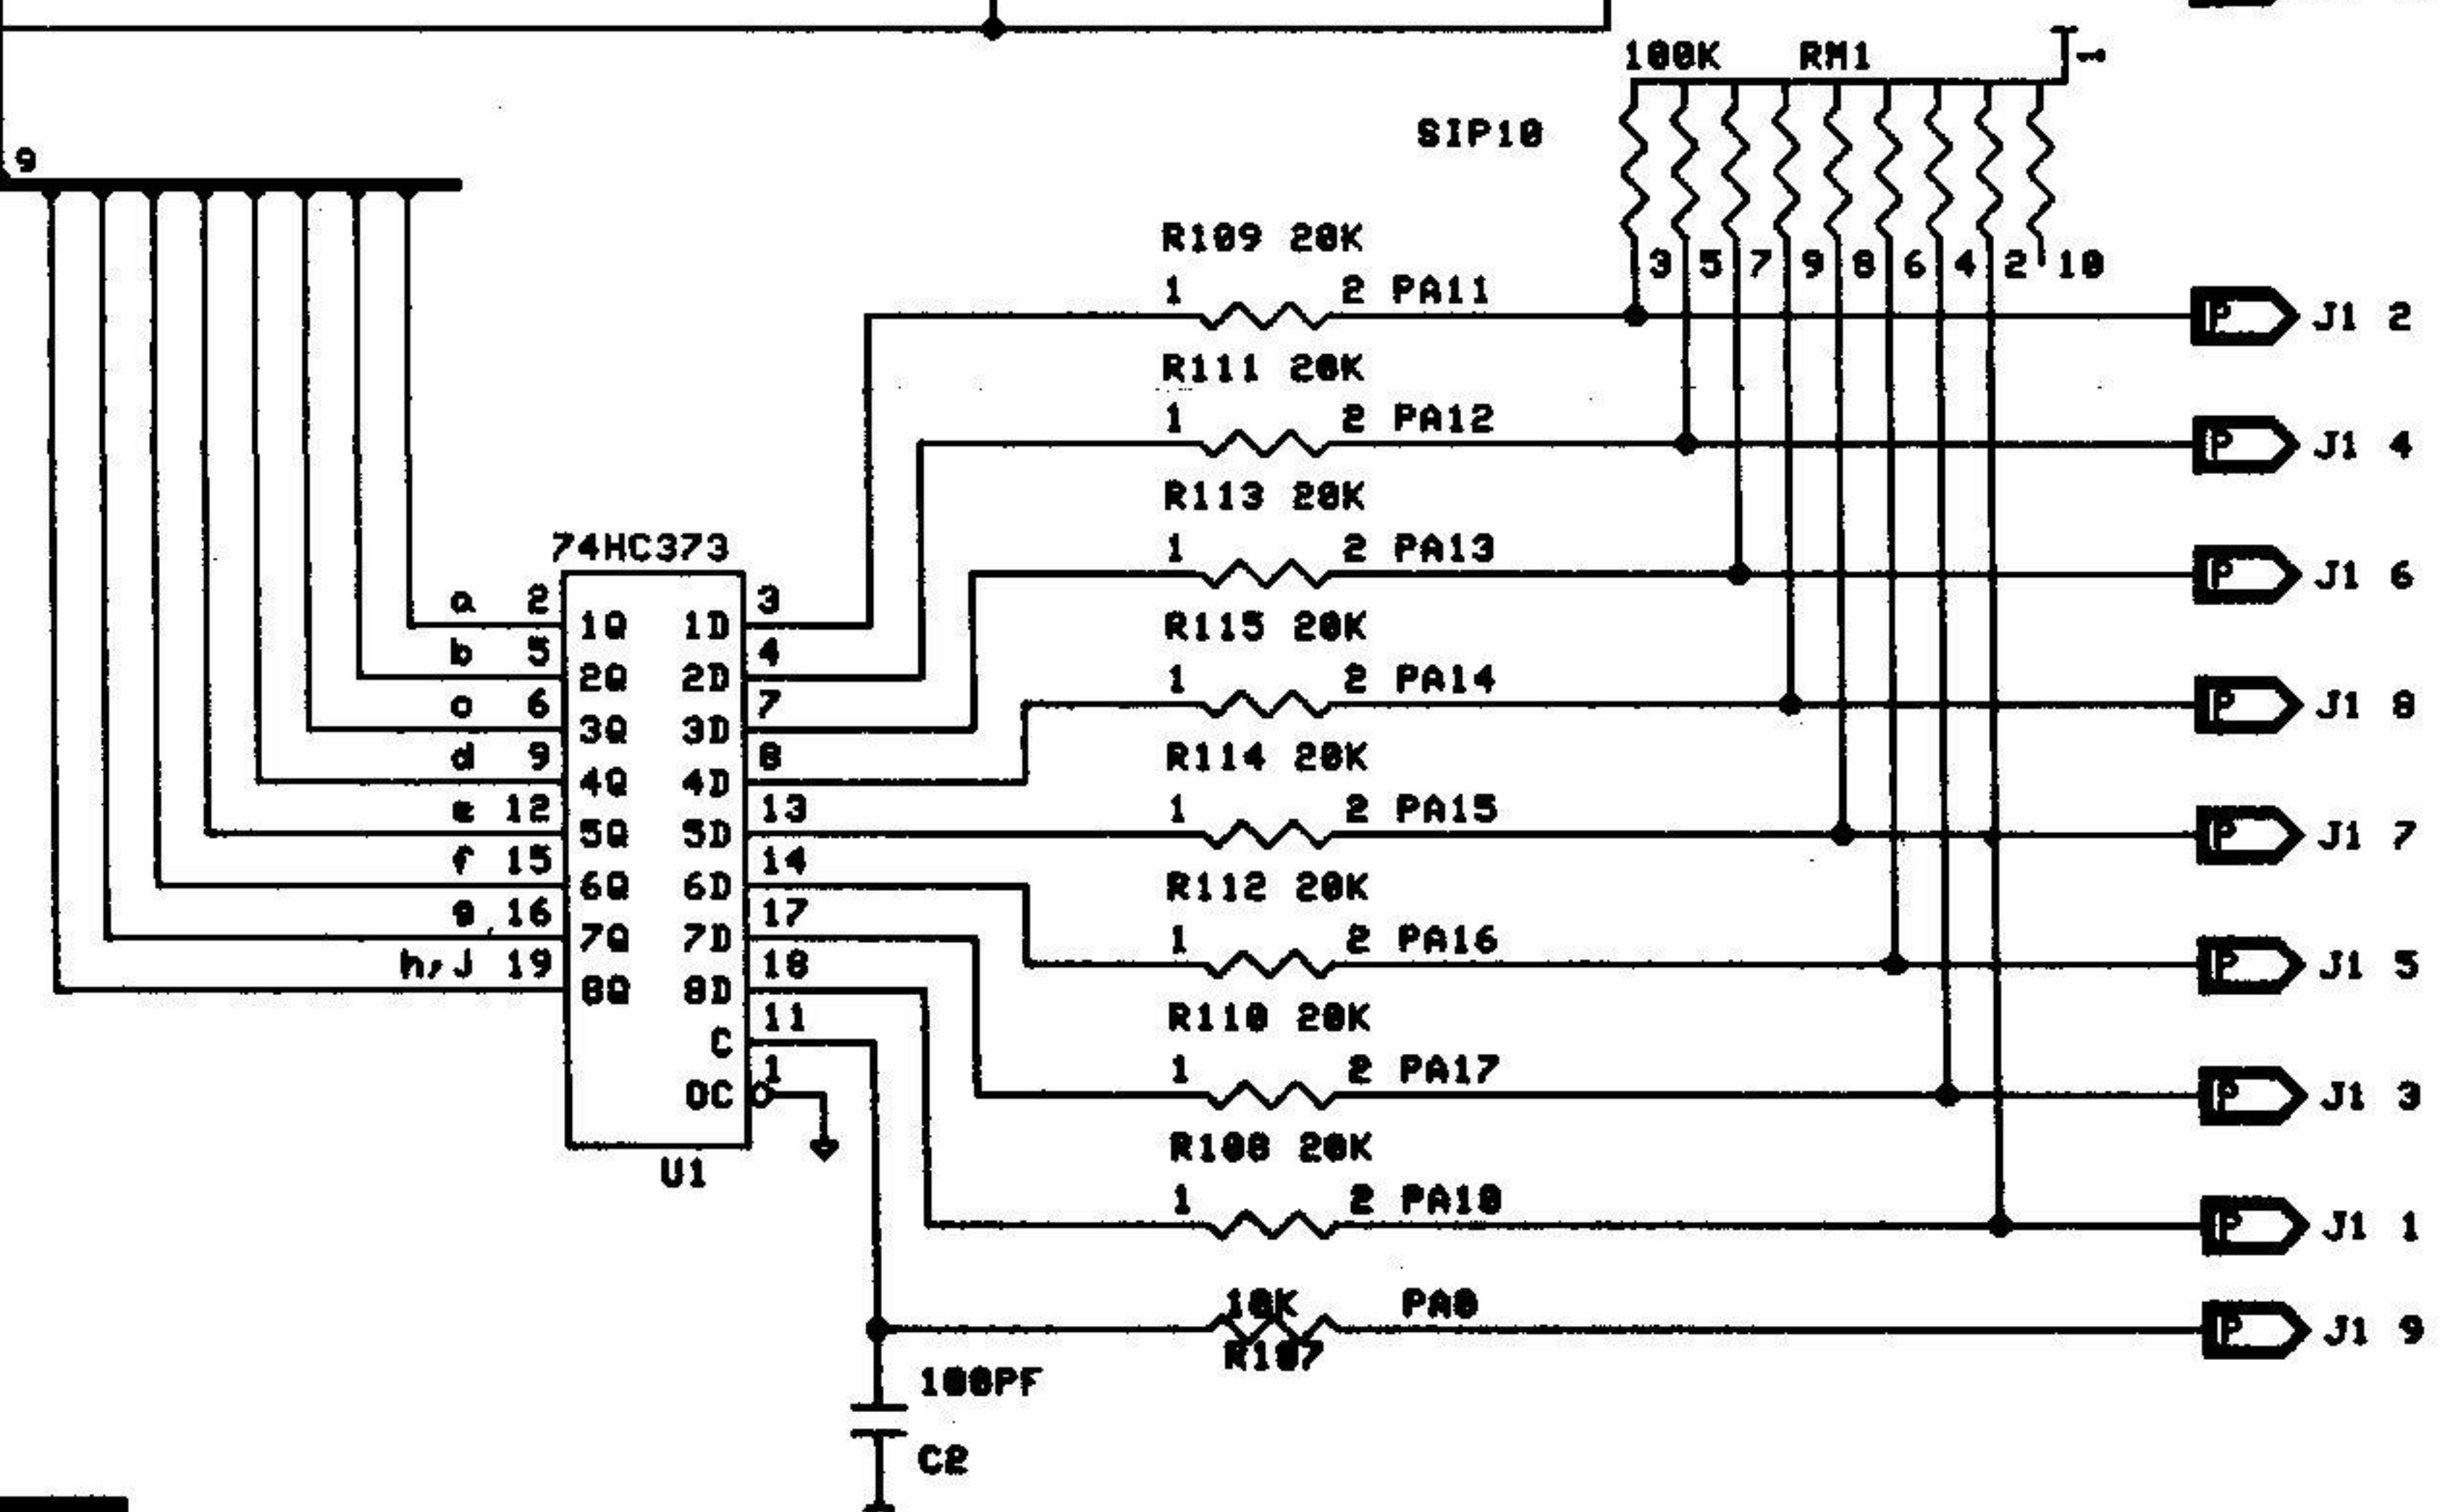 100K RM1 1
SIP10
9
3 5 7 9 8 6 4 2 10
R109 20K
1 2 PA11
J1 2
R111 20K
1 2 PA12
J1 4
R113 20K
1 2 PA13
J1 6
R115 20K
1 2 PA14
J1 8
R114 20K
1 2 PA15
J1 7
R112 20K
1 2 PA16
J1 5
R110 20K
1 2 PA17
J1 3
R108 20K
1 2 PA10
J1 1
10K PA0
R107
J1 9
P
P
P
P
P
P
P
P
P
74HC373
a 2 1Q 1D 3
b 5 2Q 2D 4
c 6 3Q 3D 7
d 9 4Q 4D 8
e 12 5Q 5D 13
f 15 6Q 6D 14
g 16 7Q 7D 17
h,J 19 8Q 8D 18
C 11
OC 1
U1
100PF
C2